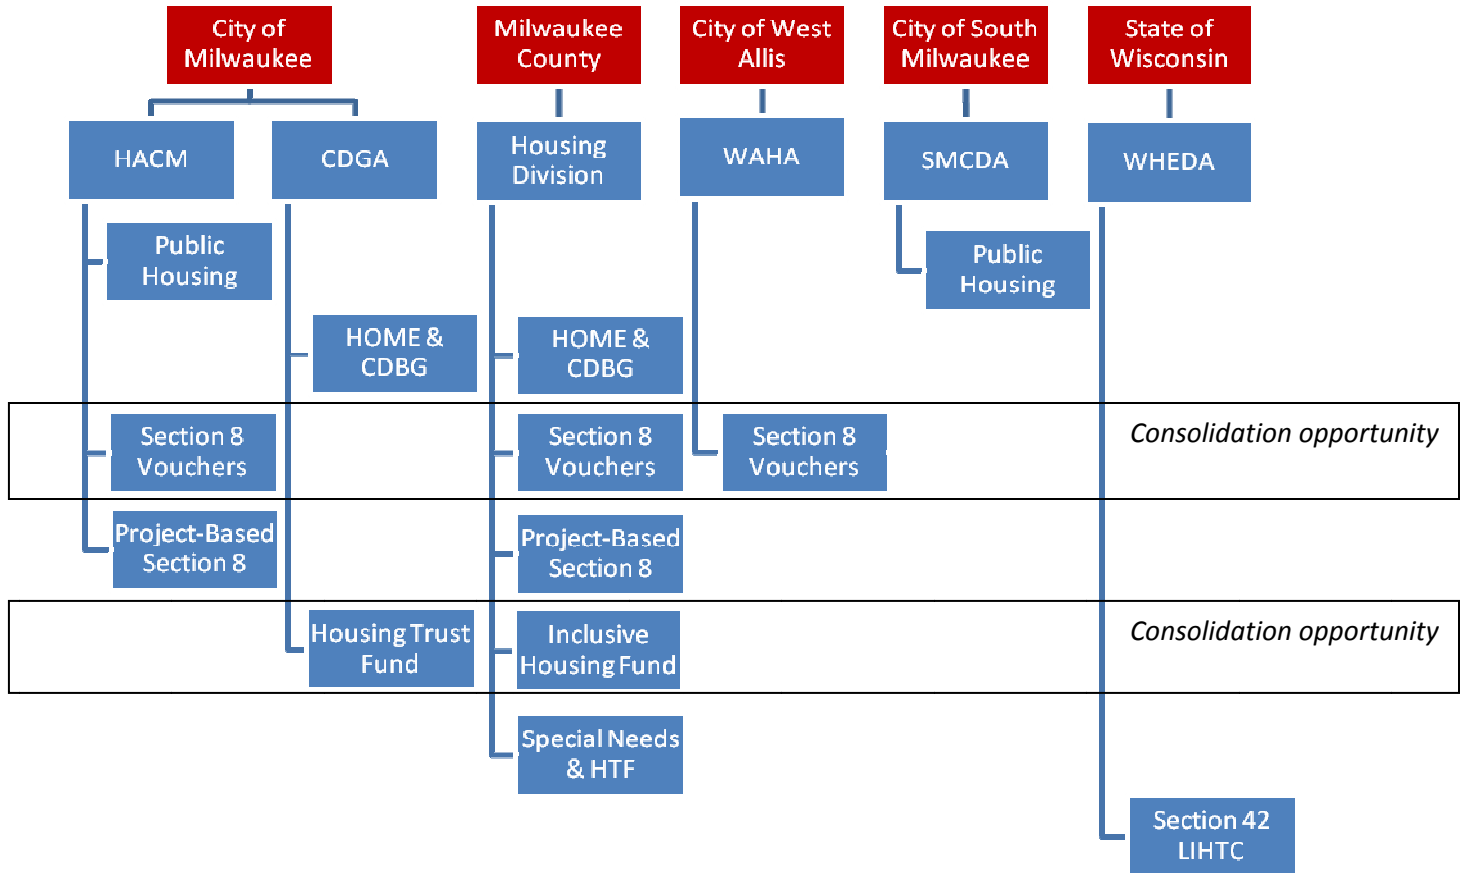 City of
Milwaukee
Milwaukee
County
City of West
Allis
City of South
Milwaukee
State of
Wisconsin
HACM
CDGA
Housing
Division
WAHA
SMCDA
WHEDA
Public
Housing
Public
Housing
HOME &
CDBG
HOME &
CDBG
Section 8
Vouchers
Section 8
Vouchers
Section 8
Vouchers
Consolidation opportunity
Project-Based
Section 8
Project-Based
Section 8
Housing Trust
Fund
Inclusive
Housing Fund
Consolidation opportunity
Special Needs
& HTF
Section 42
LIHTC